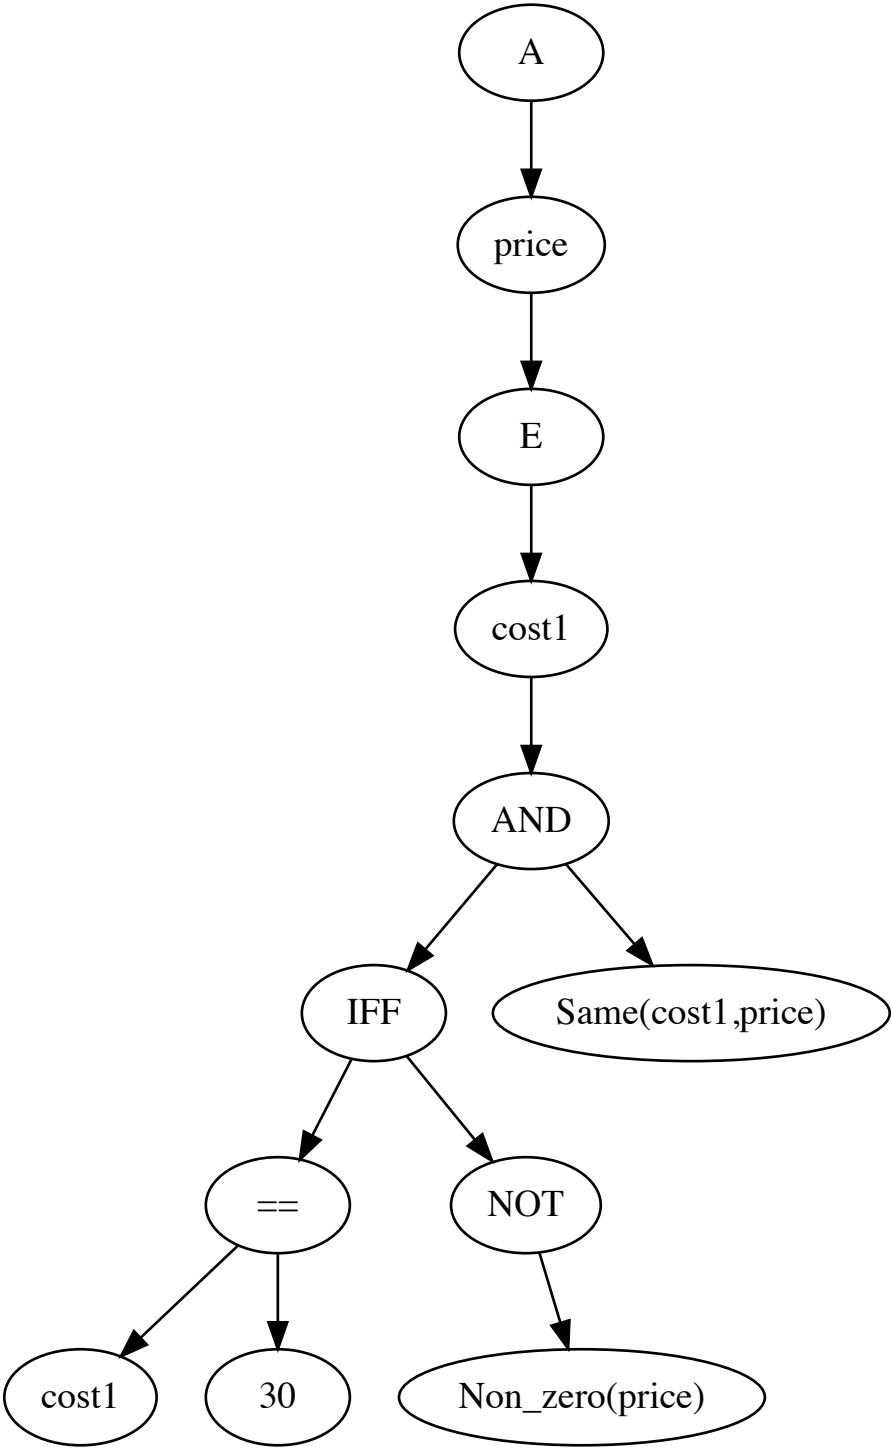 A
price
E
cost1
AND
IFF
Same(cost1,price)
==
NOT
cost1
30
Non_zero(price)